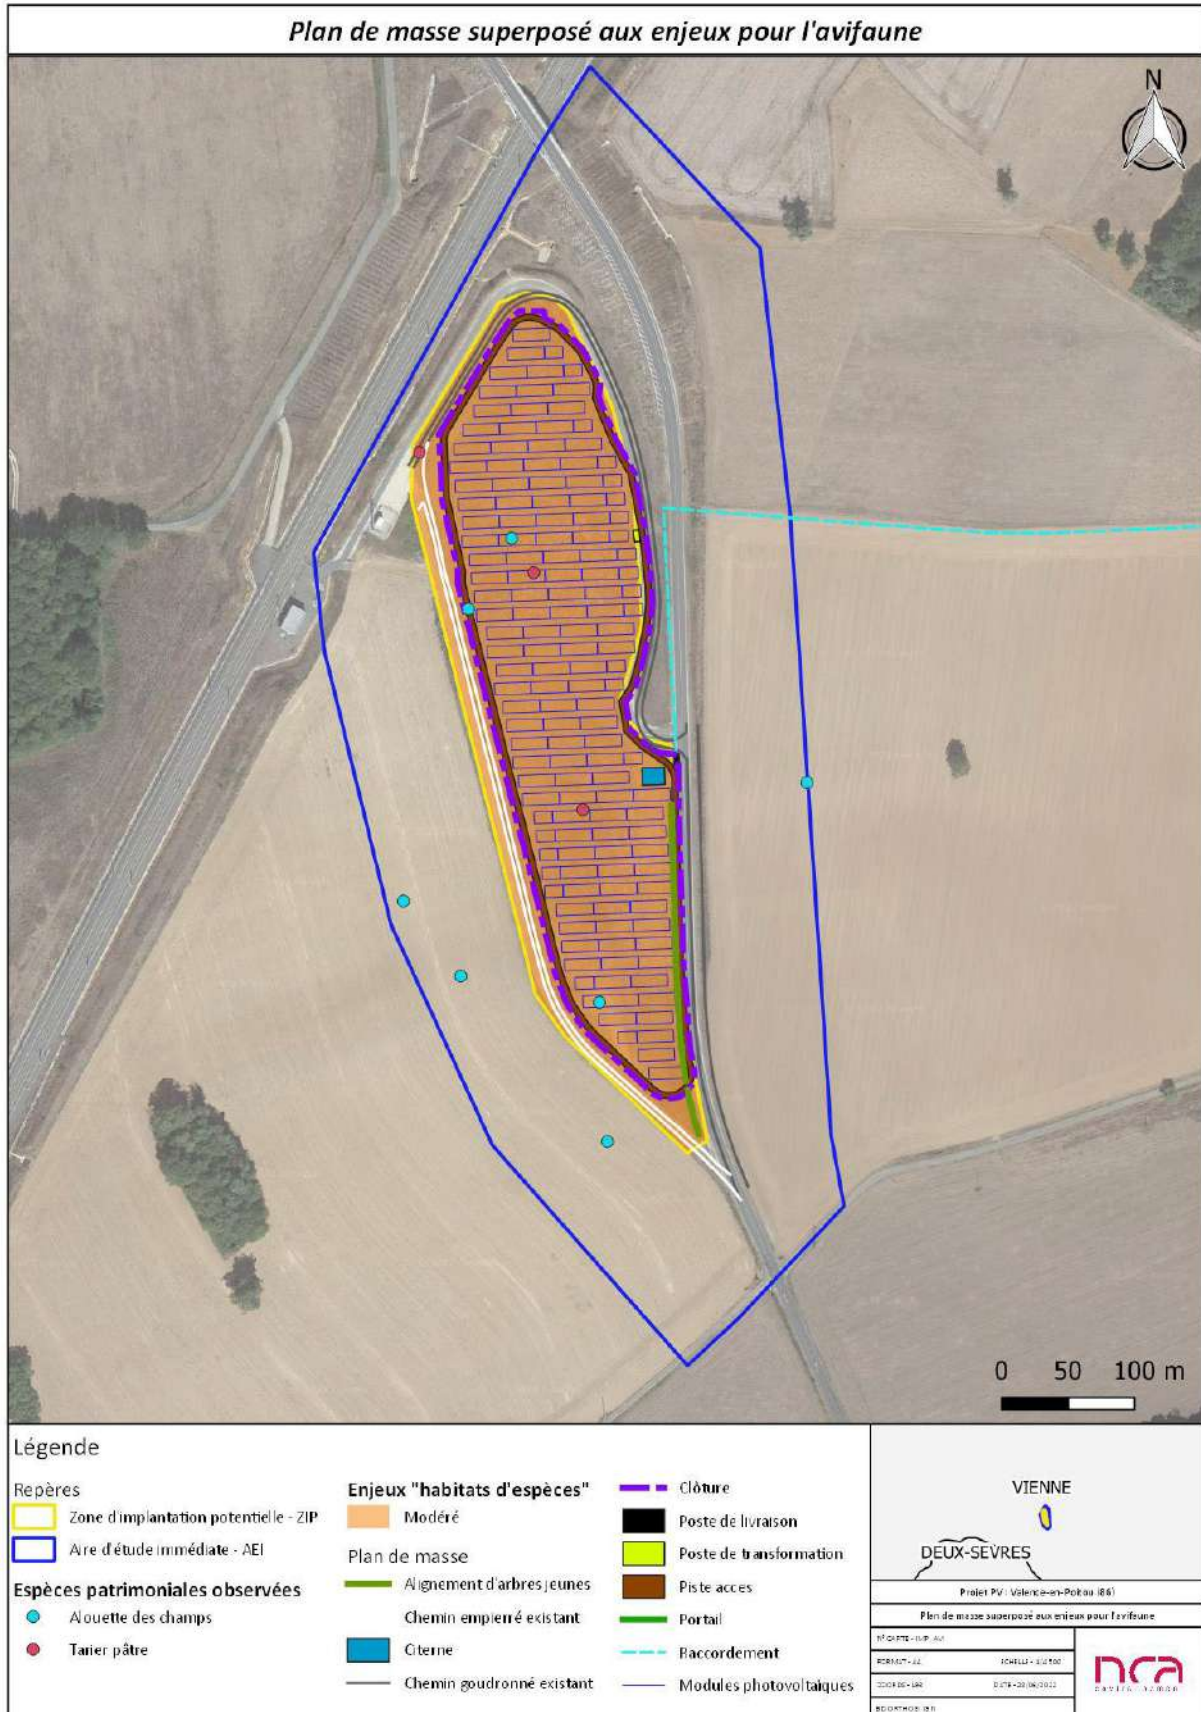 Plan de masse superposé aux enjeux pour l'avifaune
N
0 50 100 m
Légende
Repères
Zone d'implantation potentielle - ZIP
Aire d'étude immédiate - AEI
Espèces patrimoniales observées
Alouette des champs
Tarier pâtre
Enjeux "habitats d'espèces"
Modéré
Plan de masse
Alignement d'arbres jeunes
Chemin empierré existant
Citerne
Chemin goudronné existant
Clôture
Poste de livraison
Poste de transformation
Piste acces
Portail
Raccordement
Modules photovoltaïques
VIENNE
DEUX-SEVRES
Projet PV : Valence-en-Poitou (86)
Plan de masse superposé aux enjeux pour l'avifaune
nca